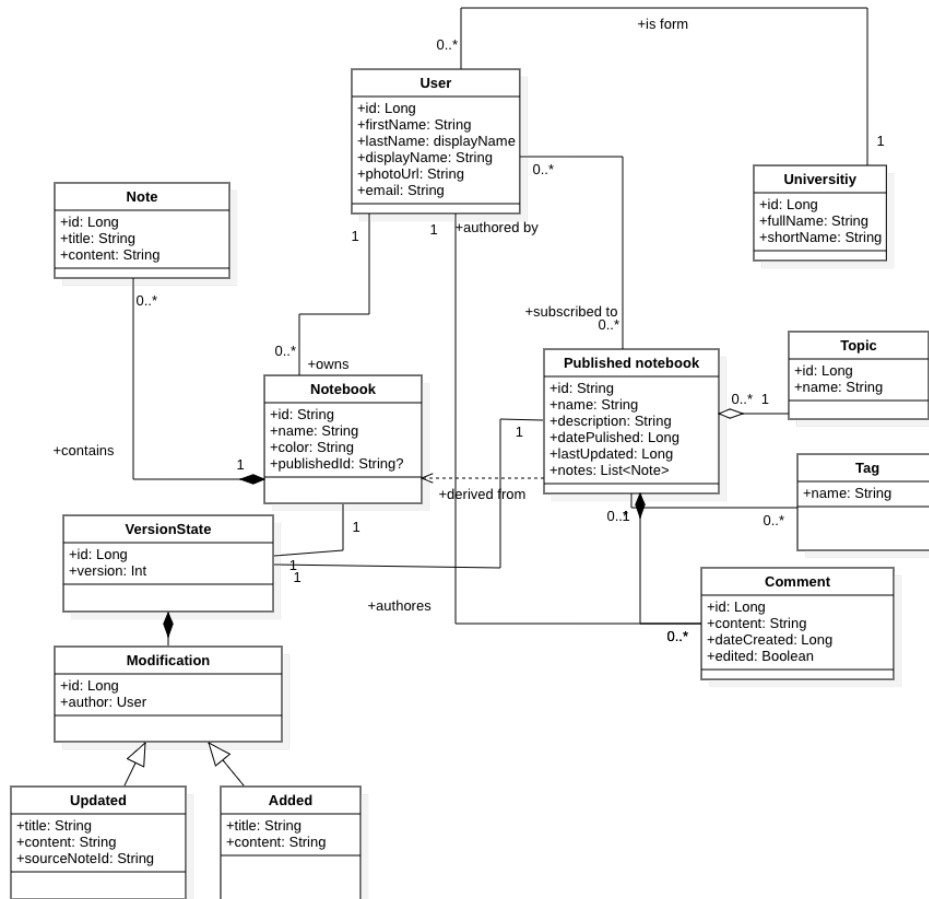 +is form
0..*
1
User
+id: Long
+firstName: String
+lastName: displayName
+displayName: String
+photoUrl: String
+email: String
0..*
1
1
+authored by
Universitiy
+id: Long
+fullName: String
+shortName: String
Note
+id: Long
+title: String
+content: String
0..*
+subscribed to
0..*
0..*
+owns
Topic
+id: Long
+name: String
Published notebook
+id: String
+name: String
+description: String
+datePulished: Long
+lastUpdated: Long
+notes: List<Note>
0..*
1
1
Notebook
+id: String
+name: String
+color: String
+publishedId: String?
+contains
1
+derived from
Tag
+name: String
0..1
1
0..*
VersionState
+id: Long
+version: Int
1
1
1
+authores
0..*
Comment
+id: Long
+content: String
+dateCreated: Long
+edited: Boolean
Modification
+id: Long
+author: User
Updated
+title: String
+content: String
+sourceNoteId: String
Added
+title: String
+content: String